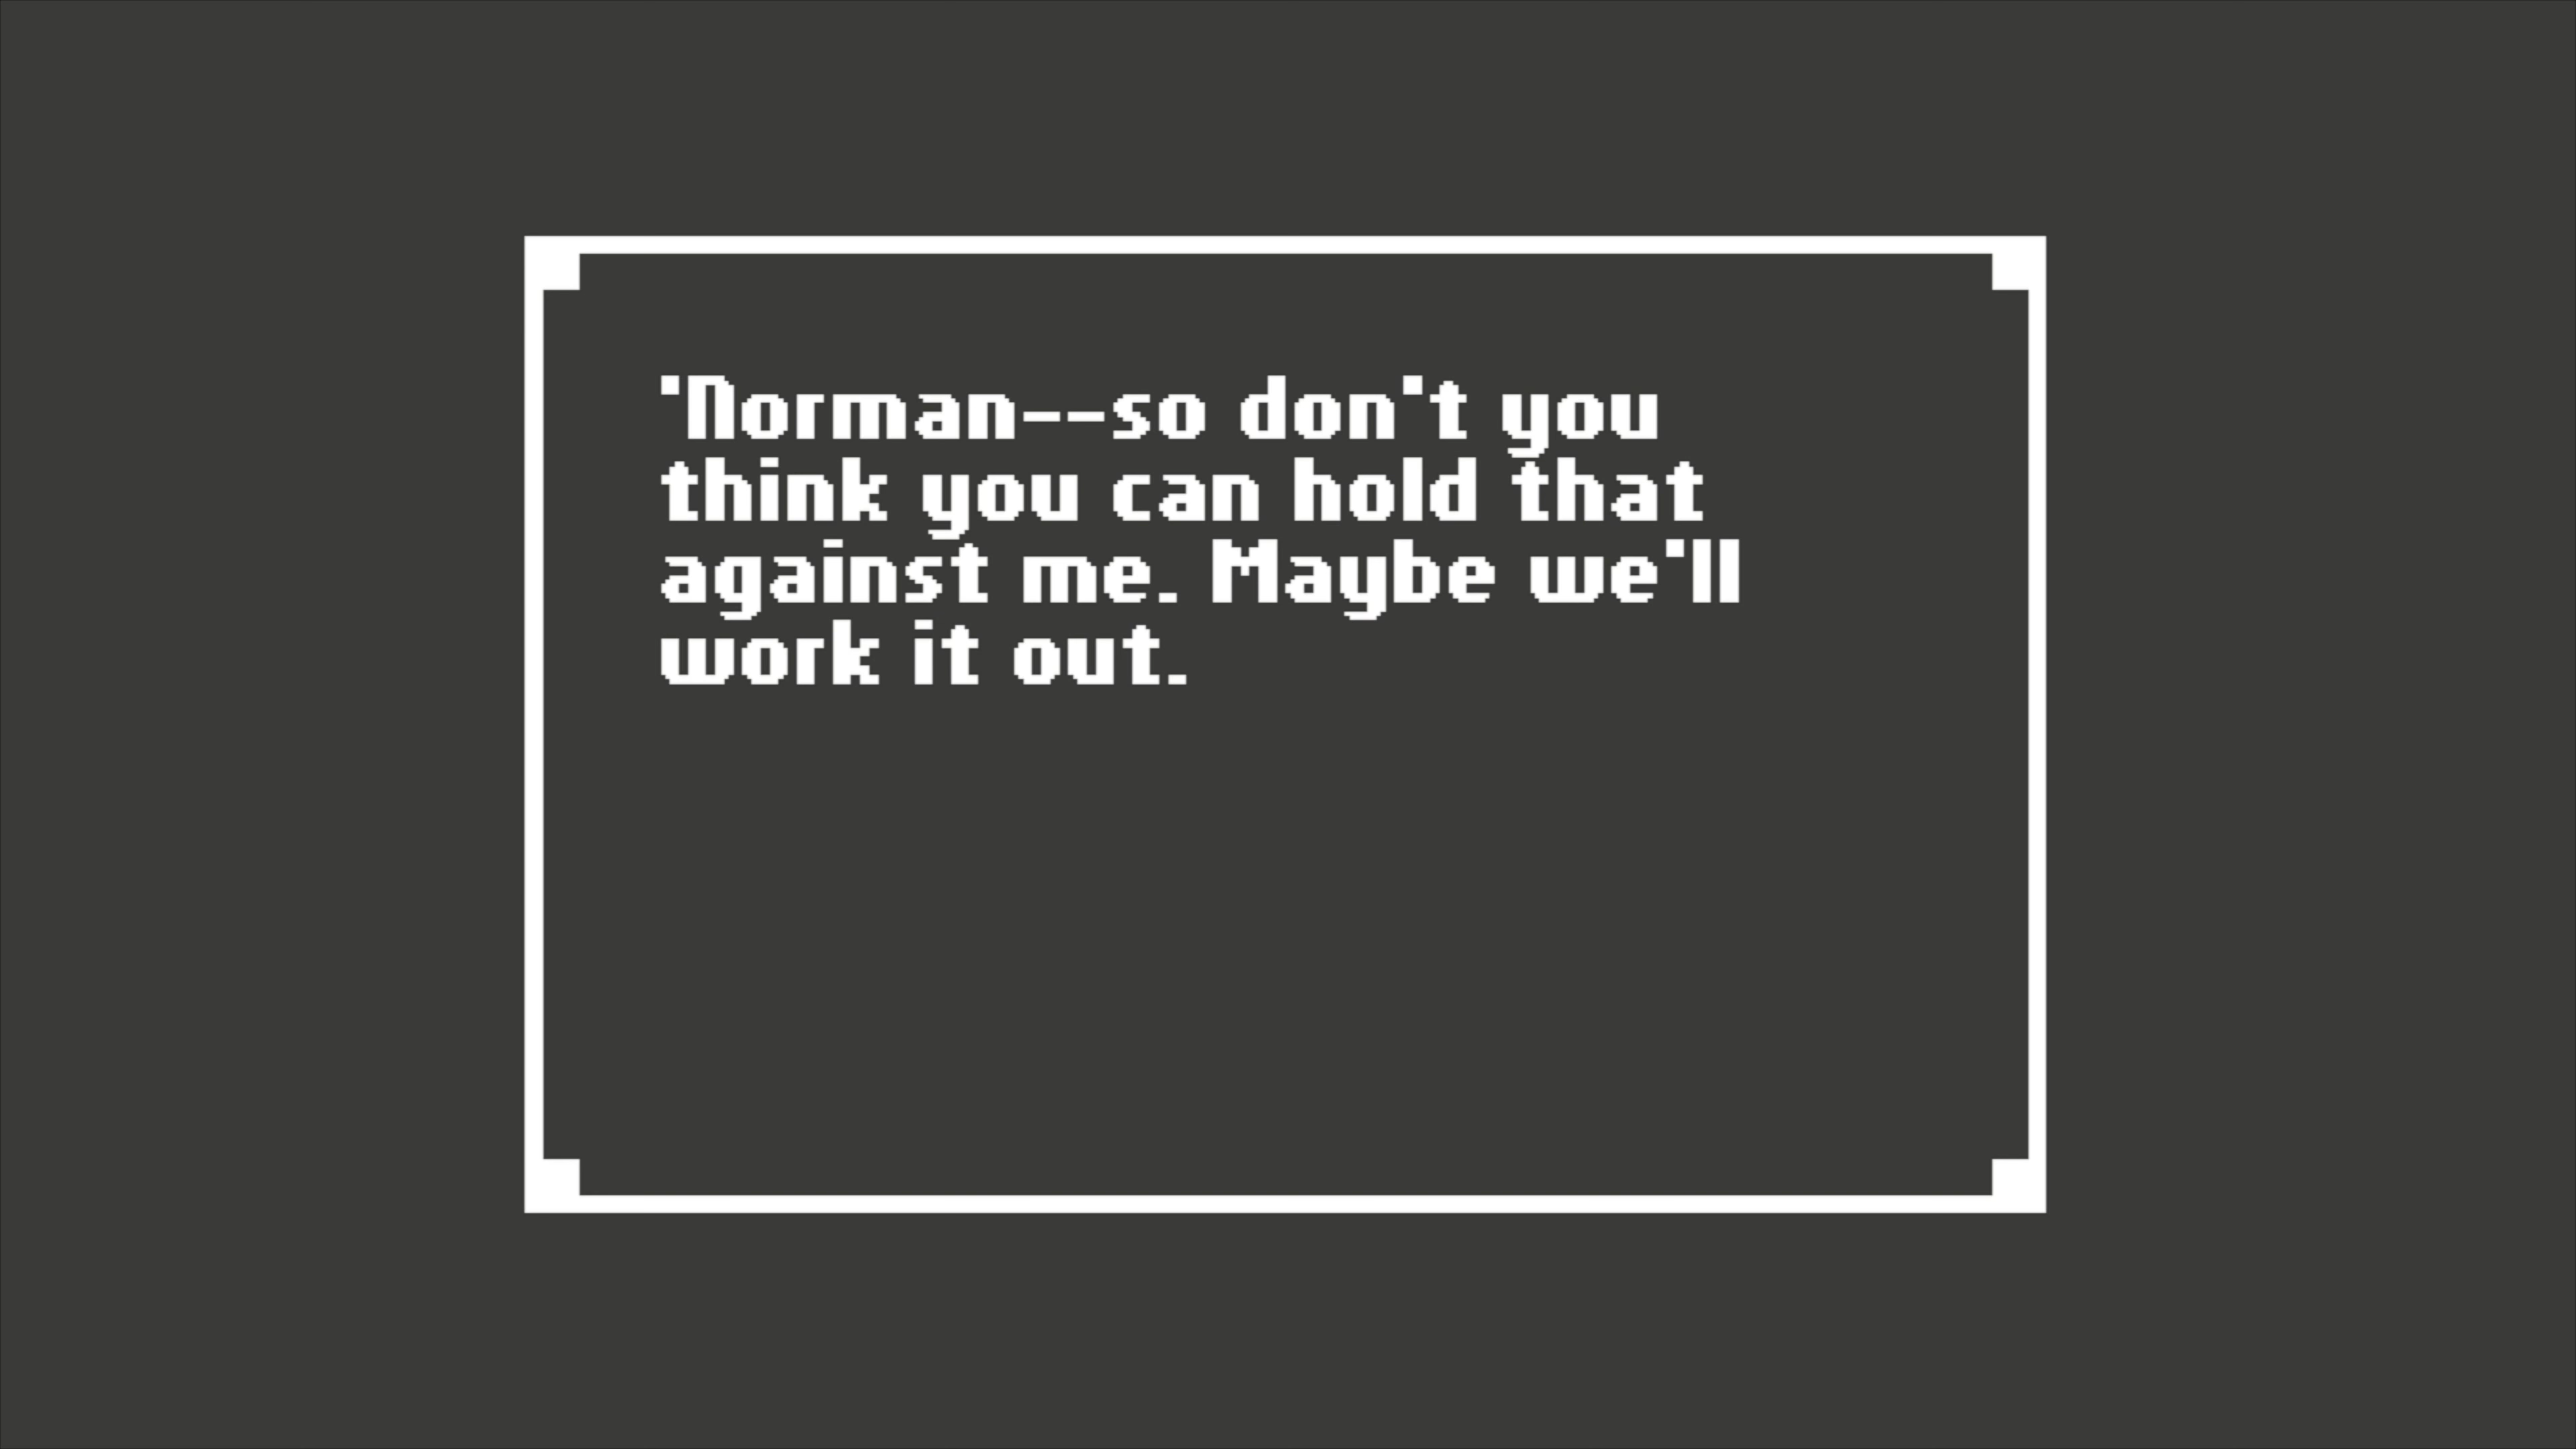 'Norman--so don't you
think you can hold that
against me. Maybe we'll
work it out.